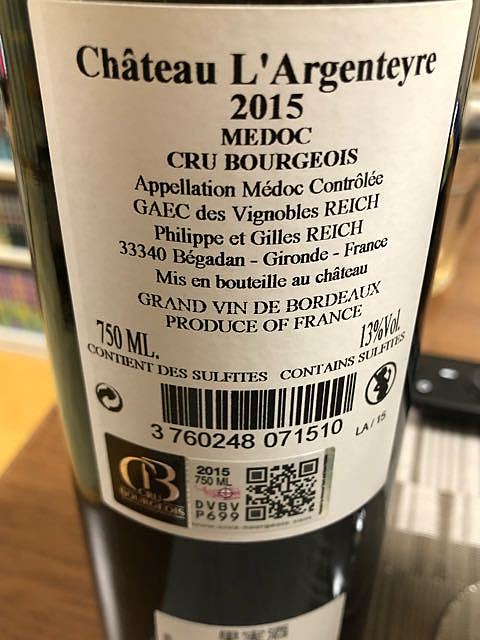 Château L'Argenteyre
2015
MEDOC
CRU BOURGEOIS
Appellation Médoc Contrôlée
GAEC des Vignobles REICH
Philippe et Gilles REICH
33340 Bégadan - Gironde - France
Mis en bouteille au château
GRAND VIN DE BORDEAUX
PRODUCE OF FRANCE
750 ML.
13%Vol.
CONTIENT DES SULFITES CONTAINS SULFITES
3 760248 071510
LA / 15
CB
CRU
BOURGEOIS
2015
750 ML
DVBV
P699